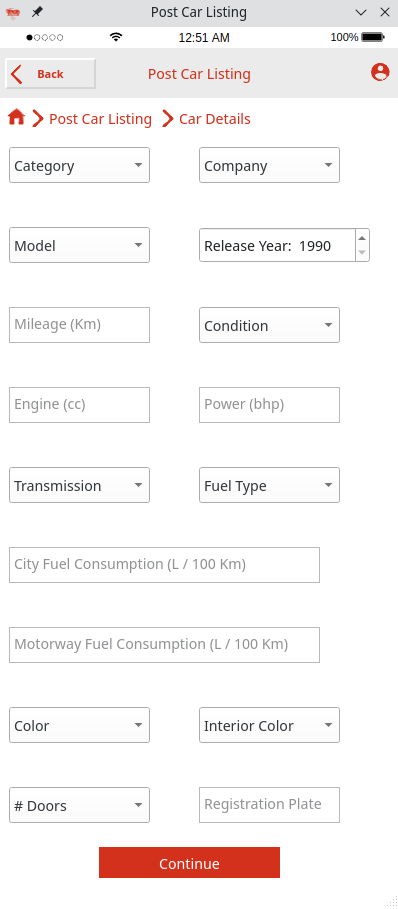 Post Car Listing
12:51 AM 100%
Back Post Car Listing
Post Car Listing Car Details
Category Company
Model Release Year: 1990
Mileage (Km) Condition
Engine (cc) Power (bhp)
Transmission Fuel Type
City Fuel Consumption (L / 100 Km)
Motorway Fuel Consumption (L / 100 Km)
Color Interior Color
# Doors Registration Plate
Continue